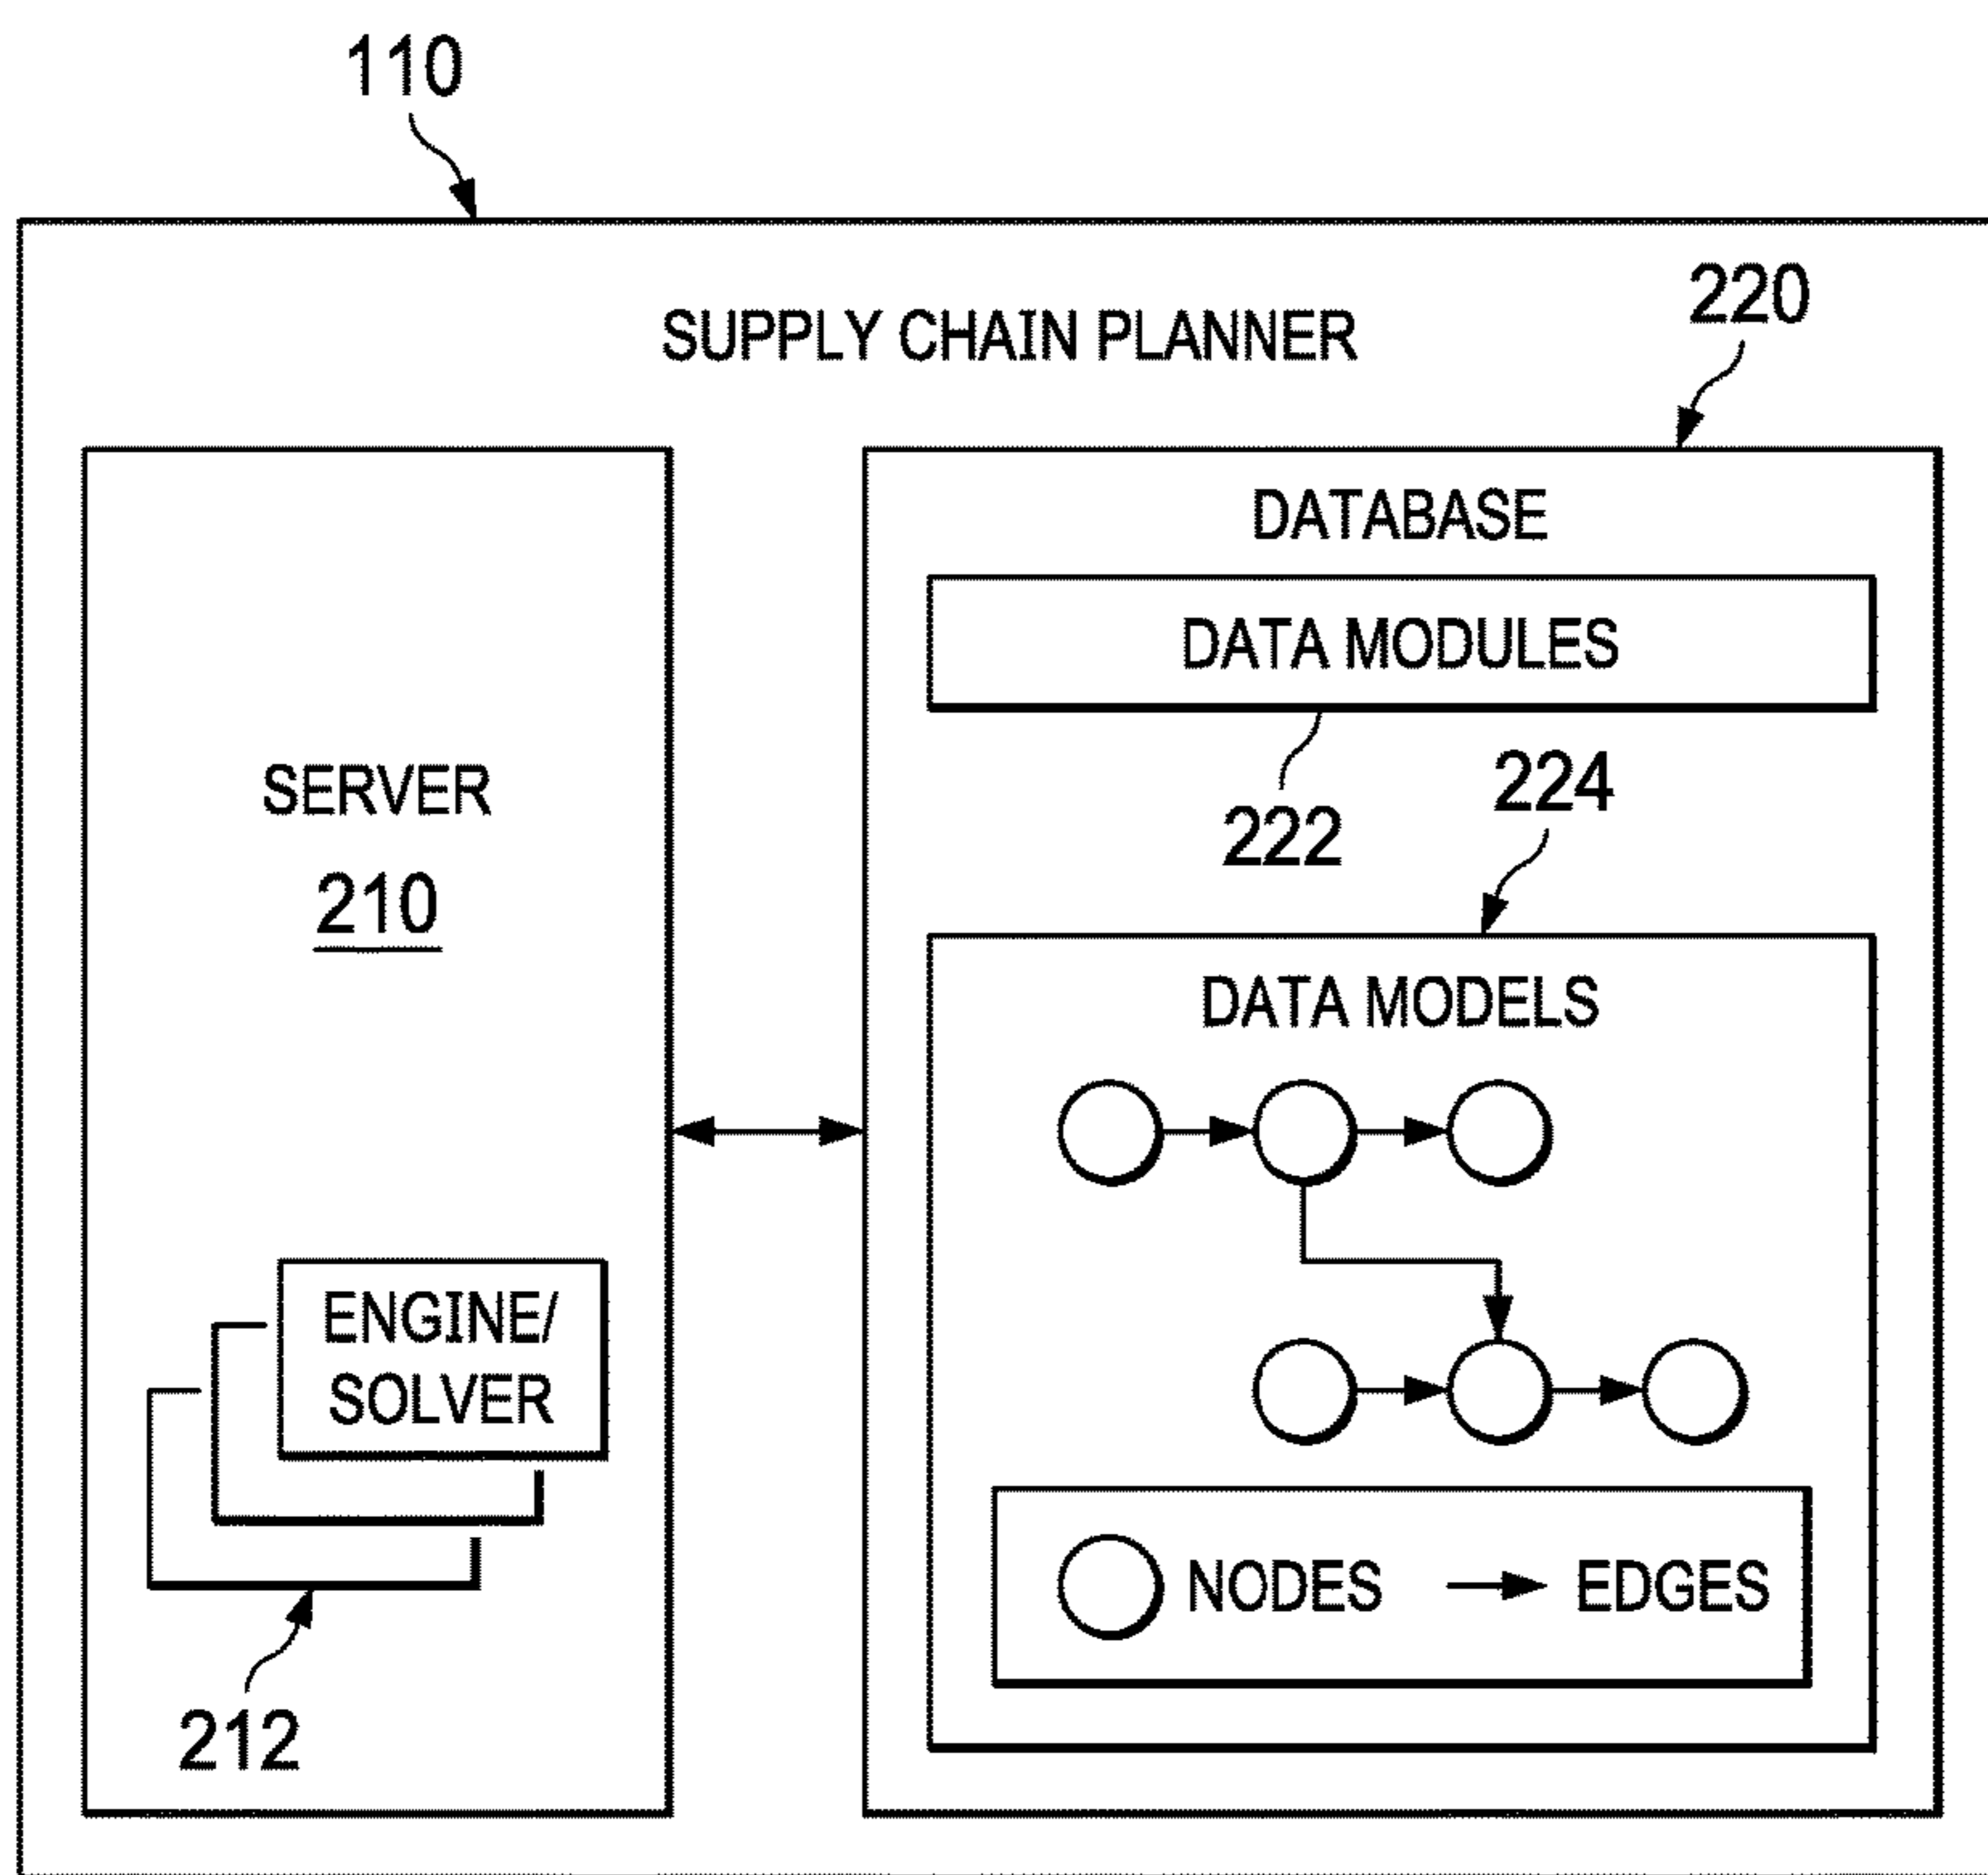 110
SUPPLY CHAIN PLANNER
220
SERVER
210
ENGINE/
SOLVER
212
DATABASE
DATA MODULES
222
224
DATA MODELS
NODES
EDGES